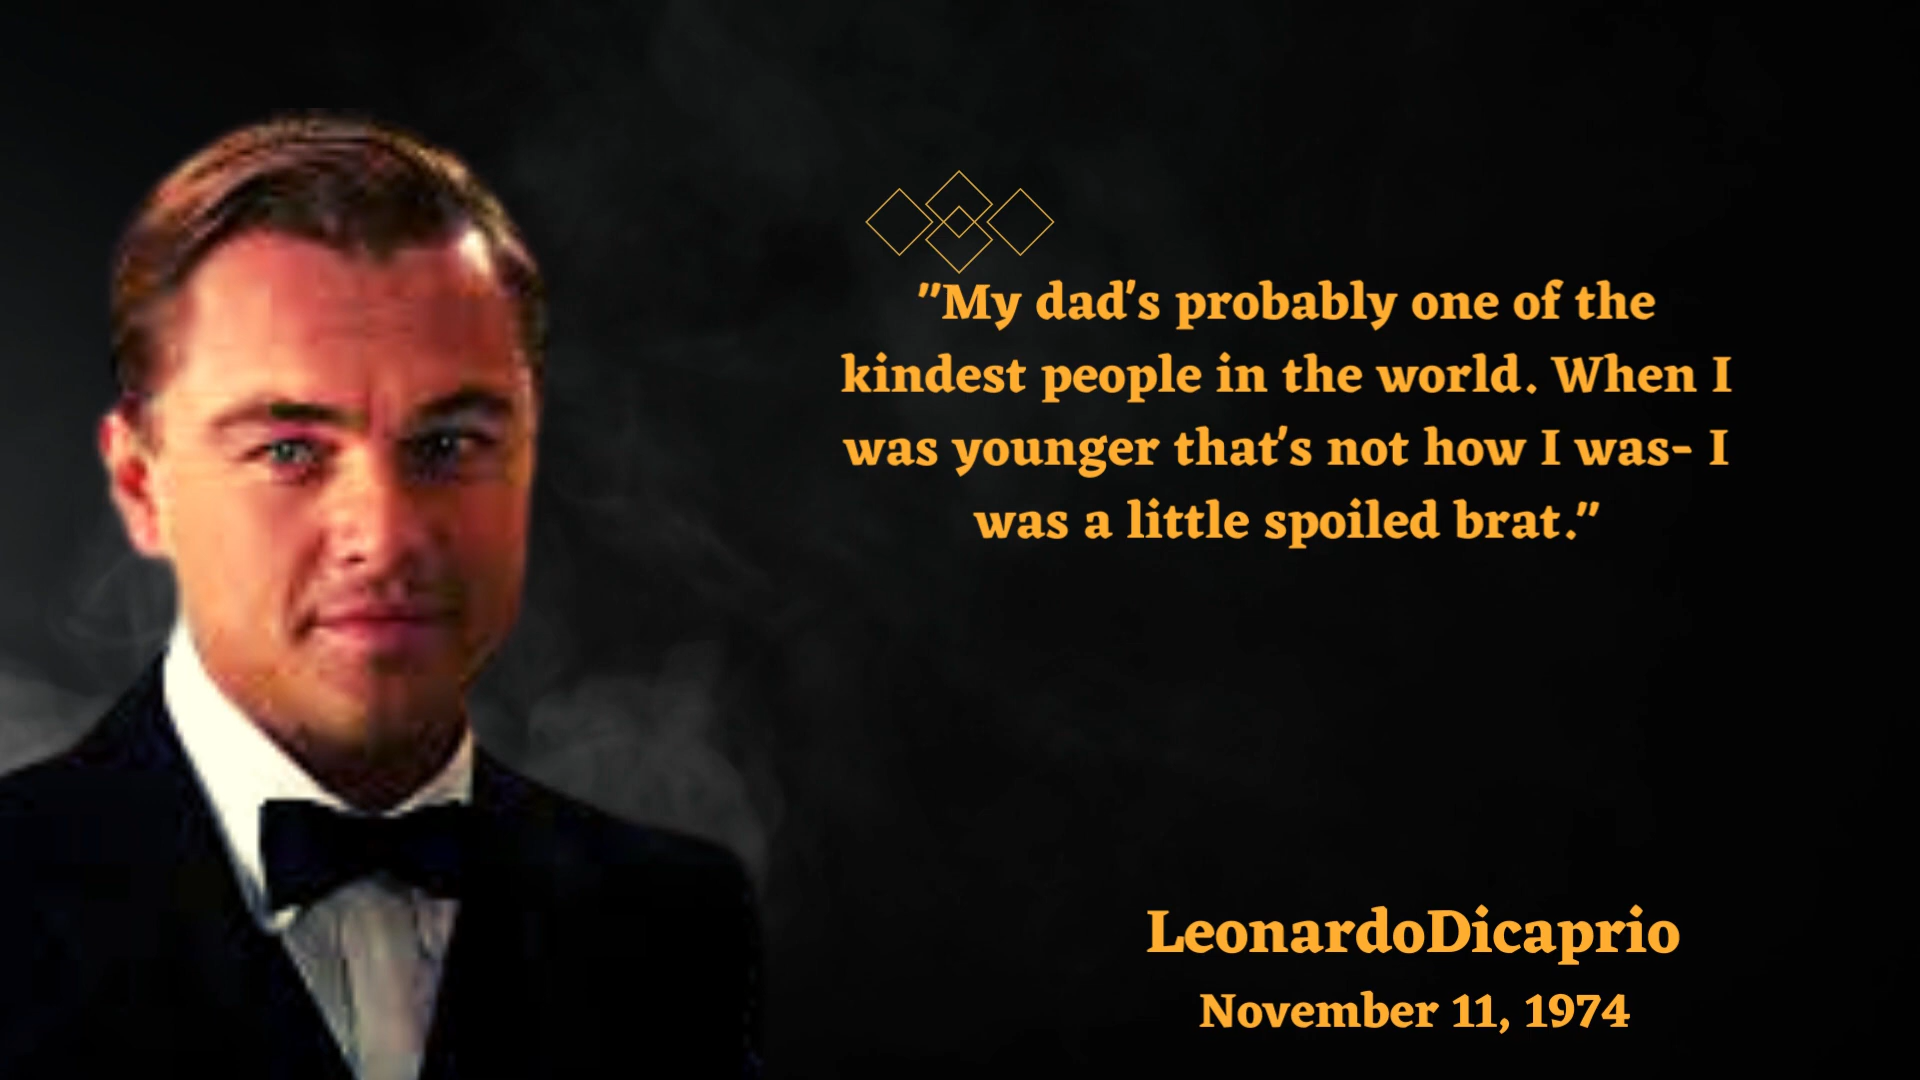 "My dad's probably one of the
kindest people in the world. When I
was younger that's not how I was- I
was a little spoiled brat."
LeonardoDicaprio
November 11, 1974